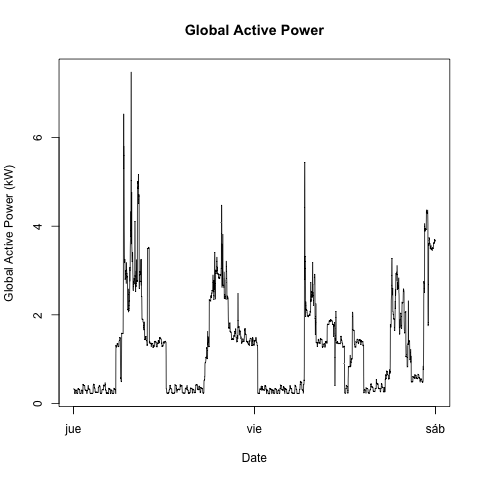 Global Active Power
Global Active Power (kW)
6
4
2
0
jue vie sáb
Date